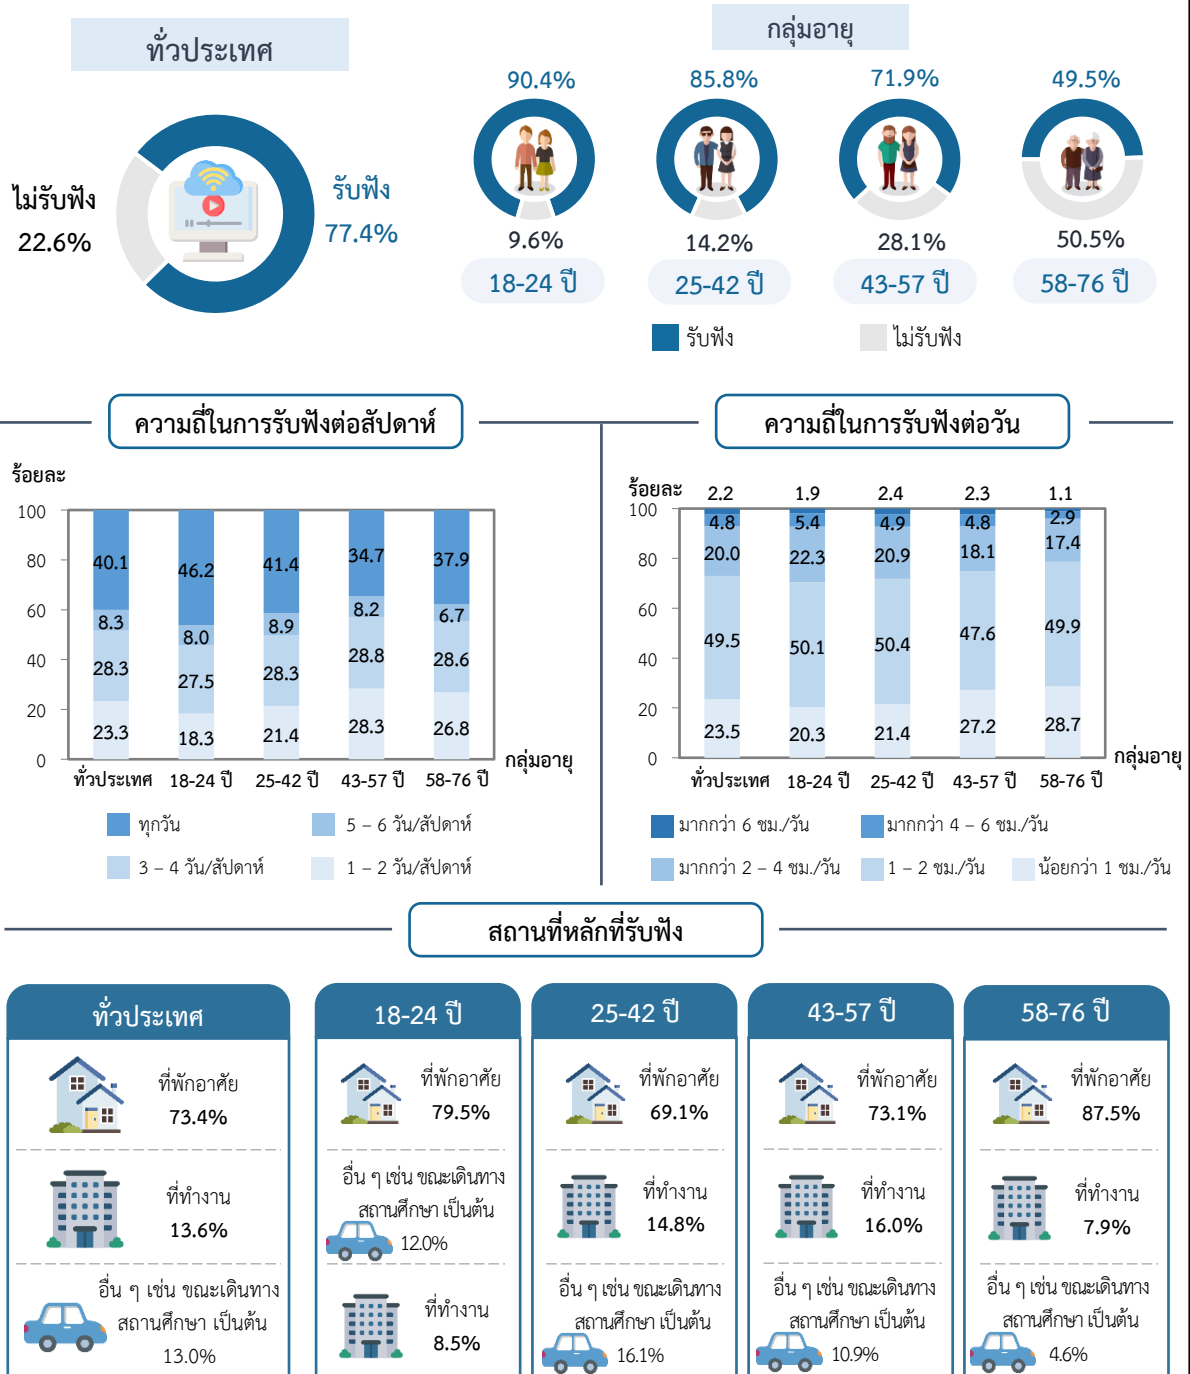 ทั่วประเทศ
ไม่รับฟัง
22.6%
รับฟัง
77.4%
กลุ่มอายุ
90.4% 85.8% 71.9% 49.5%
9.6% 14.2% 28.1% 50.5%
18-24 ปี 25-42 ปี 43-57 ปี 58-76 ปี
รับฟัง ไม่รับฟัง
ความถี่ในการรับฟังต่อสัปดาห์
ร้อยละ
100
80
60
40
20
0
40.1 46.2 41.4 34.7 37.9
8.3 8.0 8.9 8.2 6.7
28.3 27.5 28.3 28.8 28.6
23.3 18.3 21.4 28.3 26.8
กลุ่มอายุ
ทั่วประเทศ 18-24 ปี 25-42 ปี 43-57 ปี 58-76 ปี
ทุกวัน 5 – 6 วัน/สัปดาห์
3 – 4 วัน/สัปดาห์ 1 – 2 วัน/สัปดาห์
ความถี่ในการรับฟังต่อวัน
ร้อยละ
100
80
60
40
20
0
2.2 1.9 2.4 2.3 1.1
4.8 5.4 4.9 4.8 2.9
20.0 22.3 20.9 18.1 17.4
49.5 50.1 50.4 47.6 49.9
23.5 20.3 21.4 27.2 28.7
กลุ่มอายุ
ทั่วประเทศ 18-24 ปี 25-42 ปี 43-57 ปี 58-76 ปี
มากกว่า 6 ชม./วัน มากกว่า 4 – 6 ชม./วัน
มากกว่า 2 – 4 ชม./วัน 1 – 2 ชม./วัน น้อยกว่า 1 ชม./วัน
สถานที่หลักที่รับฟัง
ทั่วประเทศ
ที่พักอาศัย
73.4%
ที่ทำงาน
13.6%
อื่น ๆ เช่น ขณะเดินทาง
สถานศึกษา เป็นต้น
13.0%
18-24 ปี
ที่พักอาศัย
79.5%
อื่น ๆ เช่น ขณะเดินทาง
สถานศึกษา เป็นต้น
12.0%
ที่ทำงาน
8.5%
25-42 ปี
ที่พักอาศัย
69.1%
ที่ทำงาน
14.8%
อื่น ๆ เช่น ขณะเดินทาง
สถานศึกษา เป็นต้น
16.1%
43-57 ปี
ที่พักอาศัย
73.1%
ที่ทำงาน
16.0%
อื่น ๆ เช่น ขณะเดินทาง
สถานศึกษา เป็นต้น
10.9%
58-76 ปี
ที่พักอาศัย
87.5%
ที่ทำงาน
7.9%
อื่น ๆ เช่น ขณะเดินทาง
สถานศึกษา เป็นต้น
4.6%